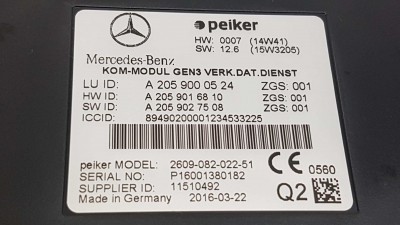 peiker
HW: 0007 (14W41)
SW: 12.6 (15W3205)
Mercedes-Benz
KOM-MODUL GEN3 VERK.DAT.DIENST
LU ID: A 205 900 05 24 ZGS: 001
HW ID: A 205 901 68 10 ZGS: 001
SW ID: A 205 902 75 08 ZGS: 001
ICCID: 89490200001234533225
peiker MODEL: 2609-082-022-51
SERIAL No: P16001380182
SUPPLIER ID: 11510492
Made in Germany 2016-03-22
CE 0560
Q2